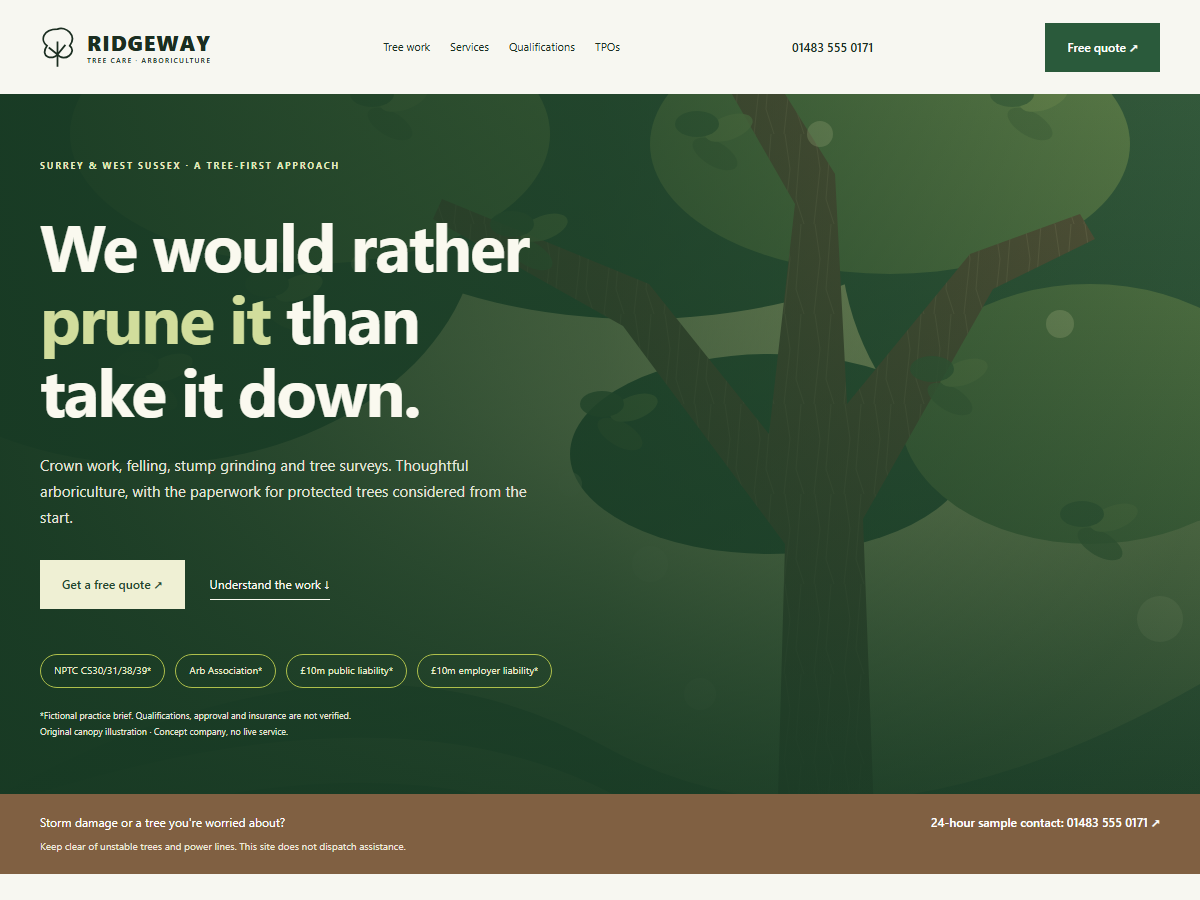 RIDGEWAY
TREE CARE · ARBORICULTURE
Tree work
Services
Qualifications
TPOs
01483 555 0171
Free quote ↗
SURREY & WEST SUSSEX · A TREE-FIRST APPROACH
We would rather
prune it than
take it down.
Crown work, felling, stump grinding and tree surveys. Thoughtful
arboriculture, with the paperwork for protected trees considered from the
start.
Get a free quote ↗
Understand the work ↓
NPTC CS30/31/38/39*
Arb Association*
£10m public liability*
£10m employer liability*
*Fictional practice brief. Qualifications, approval and insurance are not verified.
Original canopy illustration · Concept company, no live service.
Storm damage or a tree you're worried about?
24-hour sample contact: 01483 555 0171 ↗
Keep clear of unstable trees and power lines. This site does not dispatch assistance.